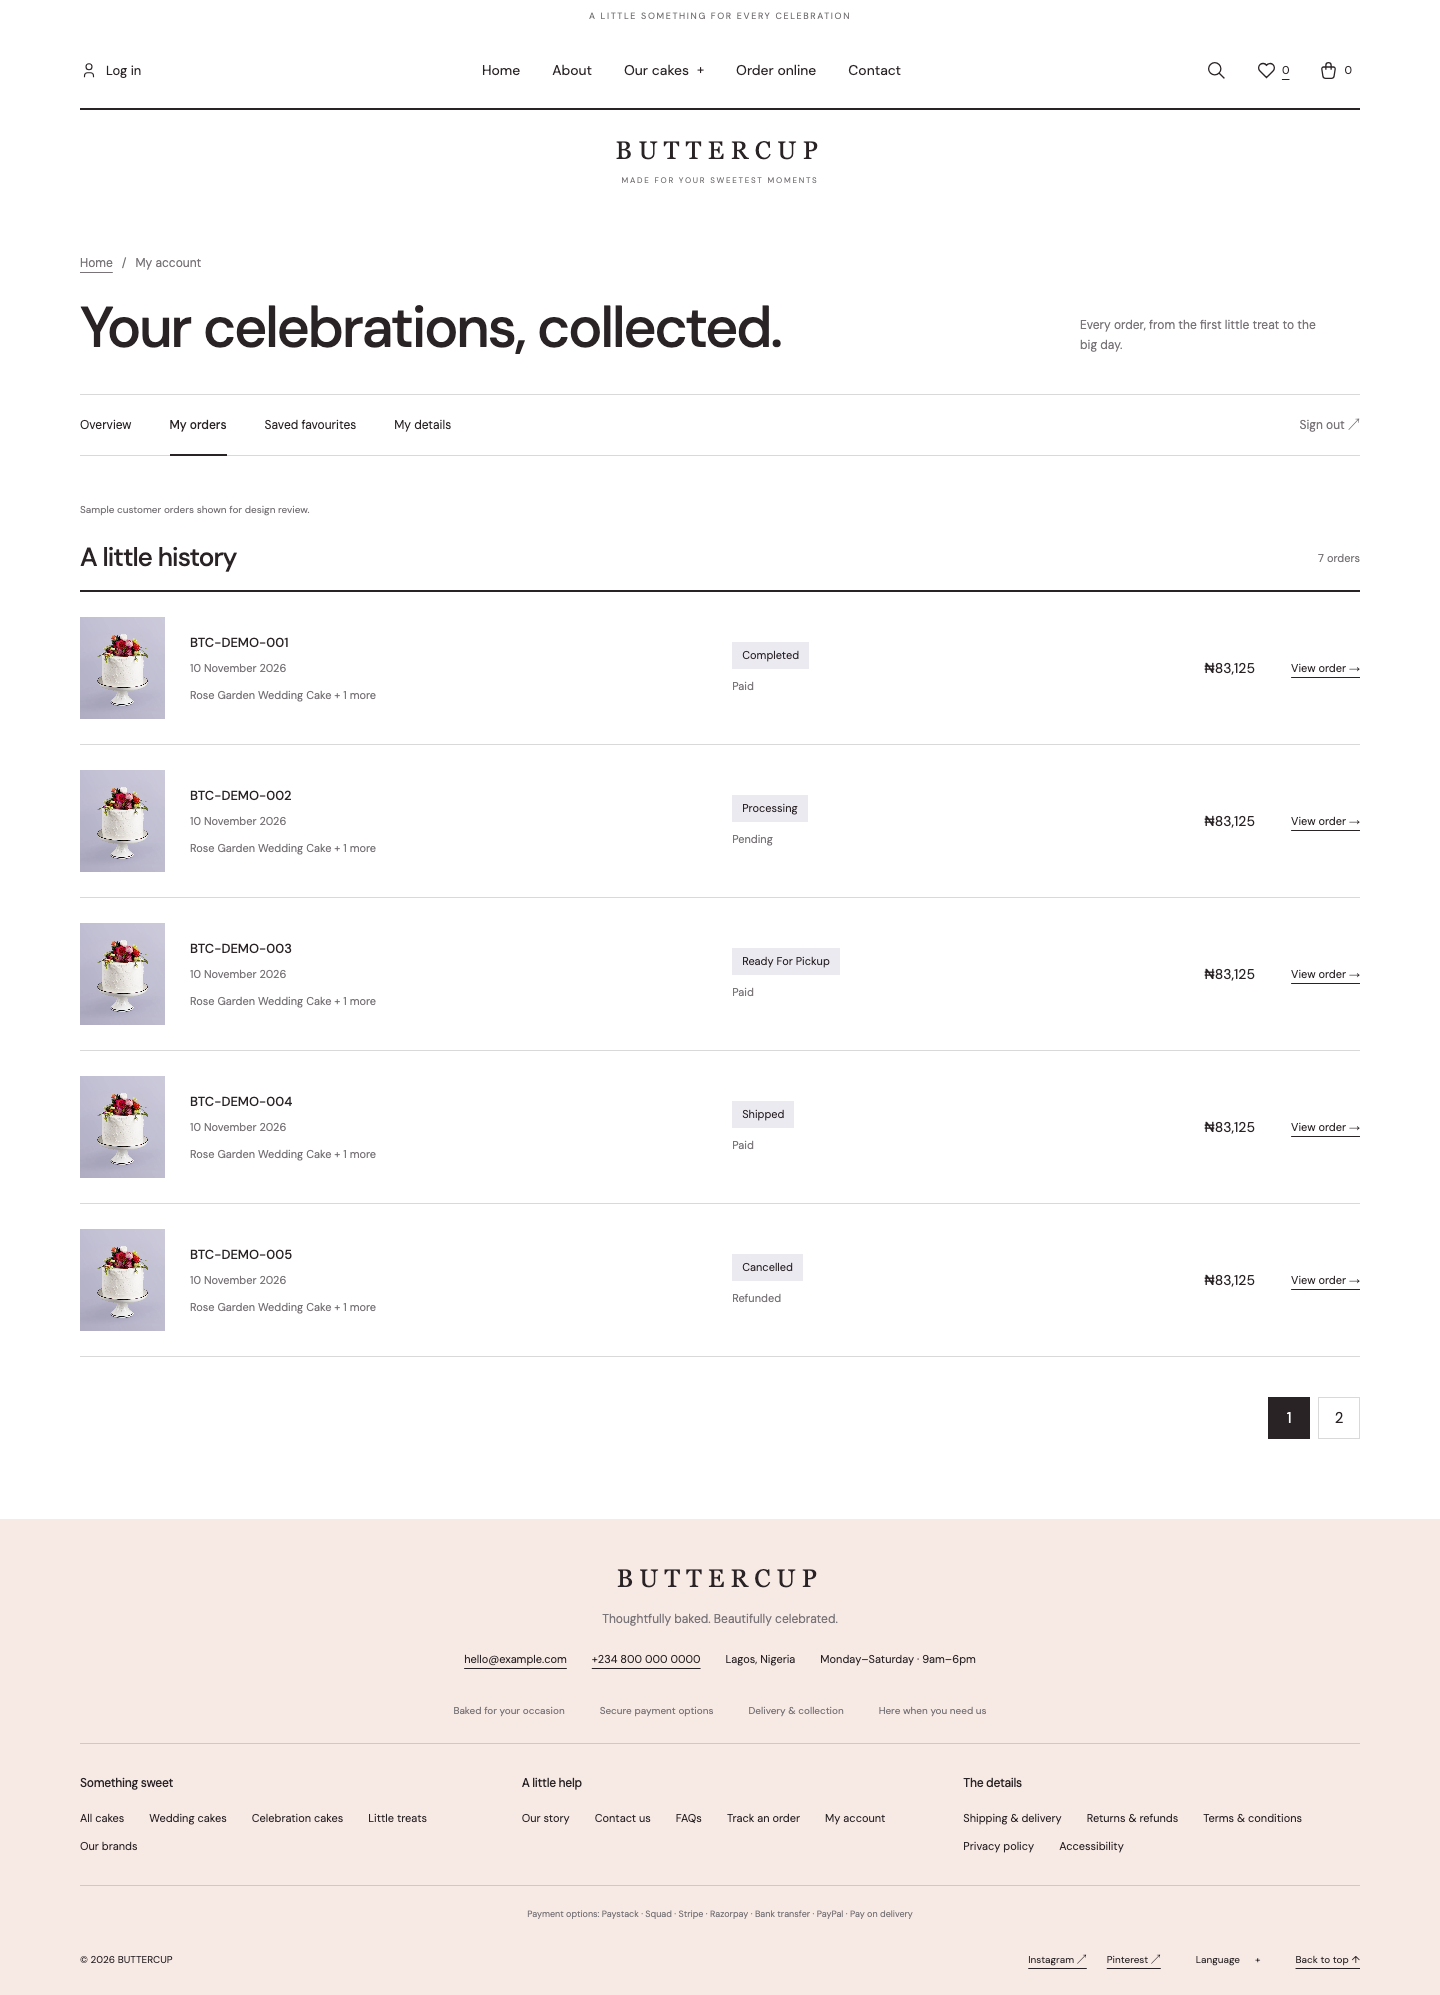 A LITTLE SOMETHING FOR EVERY CELEBRATION
Log in
Home About Our cakes + Order online Contact
0 0
BUTTERCUP
MADE FOR YOUR SWEETEST MOMENTS
Home / My account
Your celebrations, collected.
Every order, from the first little treat to the
big day.
Overview My orders Saved favourites My details
Sign out ↗
Sample customer orders shown for design review.
A little history
7 orders
BTC-DEMO-001
10 November 2026
Rose Garden Wedding Cake + 1 more
Completed
Paid
₦83,125
View order →
BTC-DEMO-002
10 November 2026
Rose Garden Wedding Cake + 1 more
Processing
Pending
₦83,125
View order →
BTC-DEMO-003
10 November 2026
Rose Garden Wedding Cake + 1 more
Ready For Pickup
Paid
₦83,125
View order →
BTC-DEMO-004
10 November 2026
Rose Garden Wedding Cake + 1 more
Shipped
Paid
₦83,125
View order →
BTC-DEMO-005
10 November 2026
Rose Garden Wedding Cake + 1 more
Cancelled
Refunded
₦83,125
View order →
1 2
BUTTERCUP
Thoughtfully baked. Beautifully celebrated.
hello@example.com +234 800 000 0000 Lagos, Nigeria Monday–Saturday · 9am–6pm
Baked for your occasion Secure payment options Delivery & collection Here when you need us
Something sweet
All cakes Wedding cakes Celebration cakes Little treats
Our brands
A little help
Our story Contact us FAQs Track an order My account
The details
Shipping & delivery Returns & refunds Terms & conditions
Privacy policy Accessibility
Payment options: Paystack · Squad · Stripe · Razorpay · Bank transfer · PayPal · Pay on delivery
© 2026 BUTTERCUP
Instagram ↗ Pinterest ↗ Language + Back to top ↑